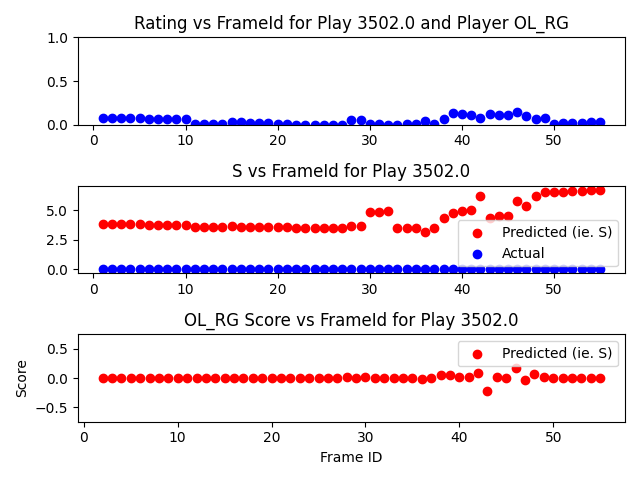 Rating vs FrameId for Play 3502.0 and Player OL_RG
1.0
0.5
0.0
0 10 20 30 40 50
S vs FrameId for Play 3502.0
5.0
2.5
0.0
Predicted (ie. S)
Actual
0 10 20 30 40 50
OL_RG Score vs FrameId for Play 3502.0
Score
0.5
0.0
−0.5
Predicted (ie. S)
0 10 20 30 40 50
Frame ID